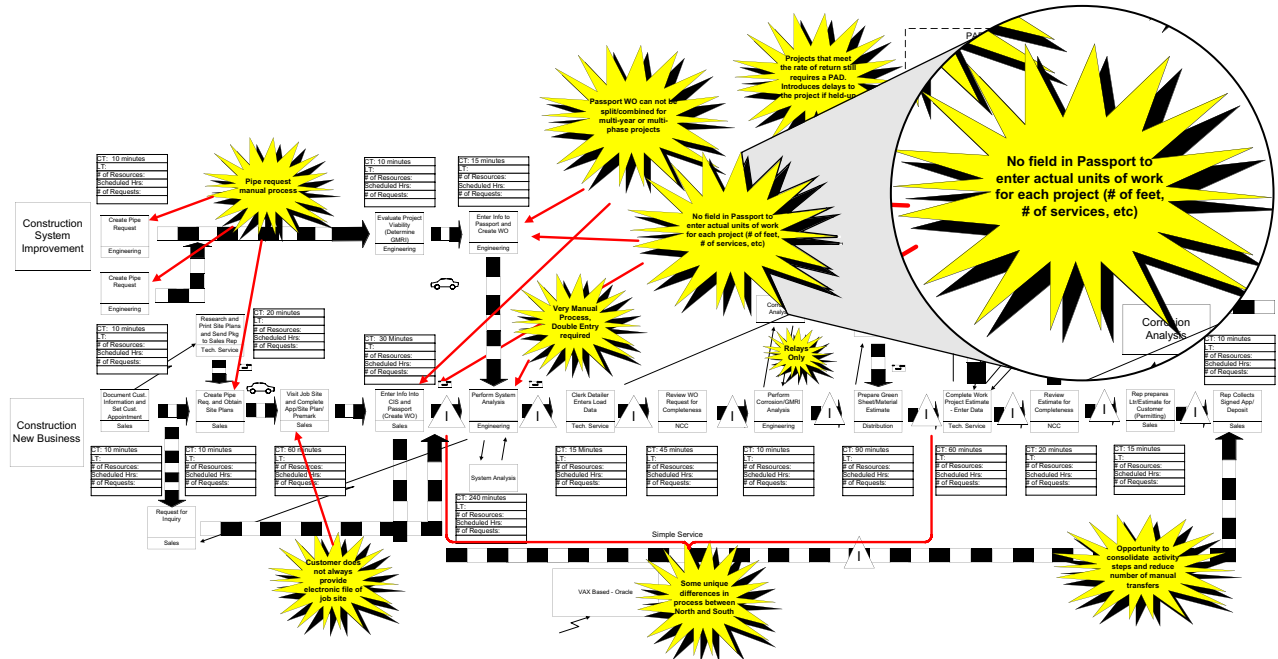 Projects that meet
the rate of return still
requires a PAD.
Introduces delays to
the project if held-up
Passport WO can not be
split/combined for
multi-year or multi-
phase projects
No field in Passport to
enter actual units of work
for each project (# of feet,
# of services, etc)
CT: 10 minutes
LT:
# of Resources:
Scheduled Hrs:
# of Requests:
Pipe request
manual process
CT: 10 minutes
LT:
# of Resources:
Scheduled Hrs:
# of Requests:
CT: 15 minutes
LT:
# of Resources:
Scheduled Hrs:
# of Requests:
Construction
System
Improvement
Create Pipe
Request
Engineering
Evaluate Project
Viability
(Determine
GMRI)
Engineering
Enter Info to
Passport and
Create WO
Engineering
No field in Passport to
enter actual units of work
for each project (# of feet,
# of services, etc)
Create Pipe
Request
Engineering
Very Manual
Process,
Double Entry
required
CT: 10 minutes
LT:
# of Resources:
Scheduled Hrs:
# of Requests:
Research and
Print Site Plans
and Send Pkg
to Sales Rep
Tech. Service
CT: 20 minutes
LT:
# of Resources:
Scheduled Hrs:
# of Requests:
CT: 30 Minutes
LT:
# of Resources:
Scheduled Hrs:
# of Requests:
Relays
Only
Corrosion
Analysis
CT: 10 minutes
LT:
# of Resources:
Scheduled Hrs:
# of Requests:
Construction
New Business
Document Cust.
Information and
Set Cust.
Appointment
Sales
Create Pipe
Req. and Obtain
Site Plans
Sales
Visit Job Site
and Complete
App/Site Plan/
Premark
Sales
Enter Info Into
CIS and
Passport
(Create WO)
Sales
I
Perform System
Analysis
Engineering
I
Clerk Detailer
Enters Load
Data
Tech. Service
Review WO
Request for
Completeness
NCC
I
Perform
Corrosion/GMRI
Analysis
Engineering
I
Prepare Green
Sheet/Material
Estimate
Distribution
I
Complete Work
Project Estimate
- Enter Data
Tech. Service
I
Review
Estimate for
Completeness
NCC
I
Rep prepares
Ltr/Estimate for
Customer
(Permitting)
Sales
I
Rep Collects
Signed App/
Deposit
Sales
CT: 10 minutes
LT:
# of Resources:
Scheduled Hrs:
# of Requests:
CT: 10 minutes
LT:
# of Resources:
Scheduled Hrs:
# of Requests:
CT: 60 minutes
LT:
# of Resources:
Scheduled Hrs:
# of Requests:
CT: 15 Minutes
LT:
# of Resources:
Scheduled Hrs:
# of Requests:
CT: 45 minutes
LT:
# of Resources:
Scheduled Hrs:
# of Requests:
CT: 10 minutes
LT:
# of Resources:
Scheduled Hrs:
# of Requests:
CT: 90 minutes
LT:
# of Resources:
Scheduled Hrs:
# of Requests:
CT: 60 minutes
LT:
# of Resources:
Scheduled Hrs:
# of Requests:
CT: 20 minutes
LT:
# of Resources:
Scheduled Hrs:
# of Requests:
CT: 15 minutes
LT:
# of Resources:
Scheduled Hrs:
# of Requests:
System Analysis
CT: 240 minutes
LT:
# of Resources:
Scheduled Hrs:
# of Requests:
Request for
Inquiry
Sales
Simple Service
I
Customer does
not always
provide
electronic file of
job site
VAX Based - Oracle
Some unique
differences in
process between
North and South
Opportunity to
consolidate activity
steps and reduce
number of manual
transfers